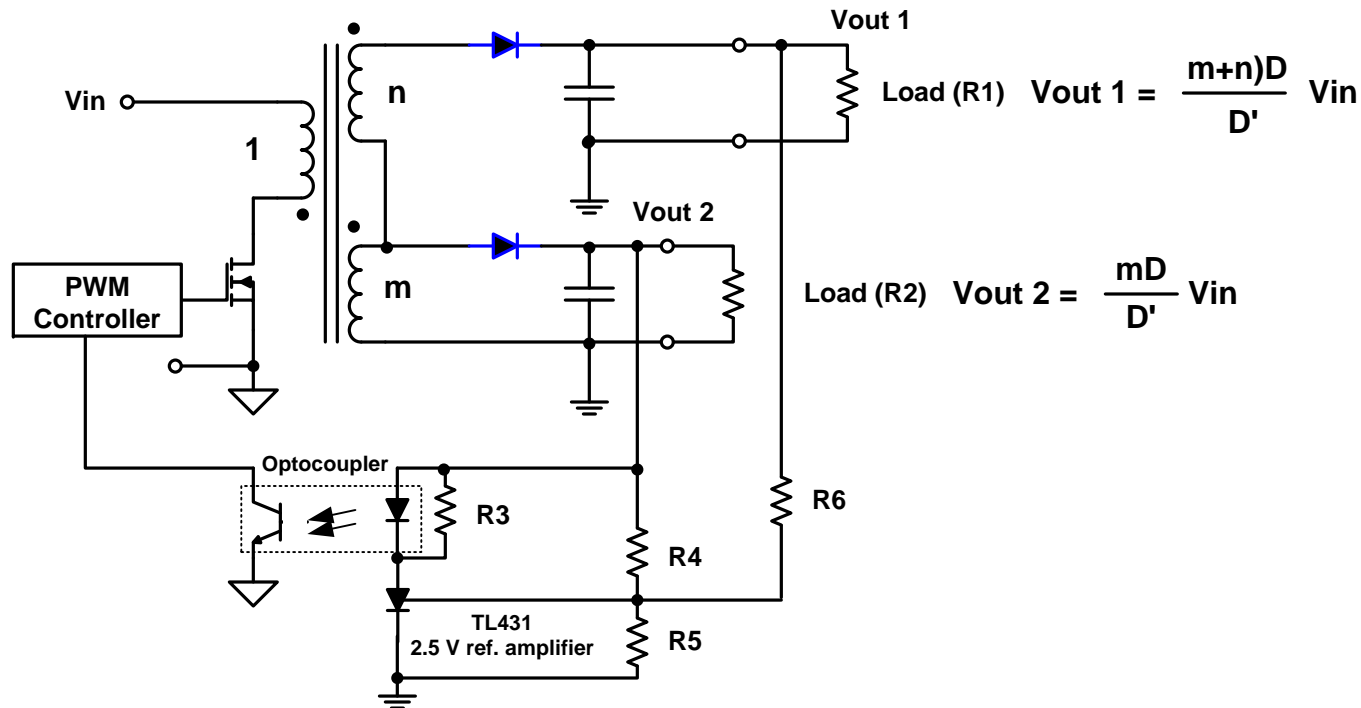 Vout 1
Vin
n
1
Load (R1)
Vout 1 = m+n)D / D' Vin
Vout 2
PWM
Controller
m
Load (R2)
Vout 2 = mD / D' Vin
Optocoupler
R3
R6
R4
TL431
2.5 V ref. amplifier
R5